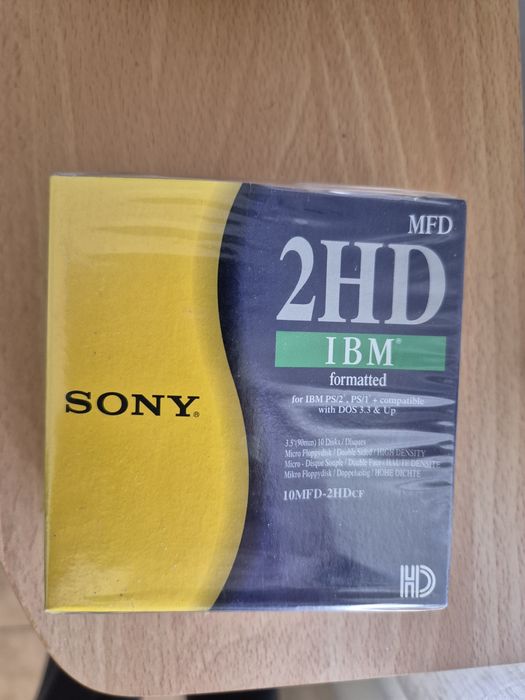 SONY®
MFD
2HD
IBM®
formatted
for IBM PS/2, PS/1 + compatible
with DOS 3.3 & Up
3.5"(90mm) 10 Disks/Disques
Micro Floppydisk/Double Sided/HIGH DENSITY
Micro-Disque Souple/Double Face-HAUTE DENSITE
Mikro Floppydisk/Doppelseitig/HOHE DICHTE
10MFD-2HDCF
HD